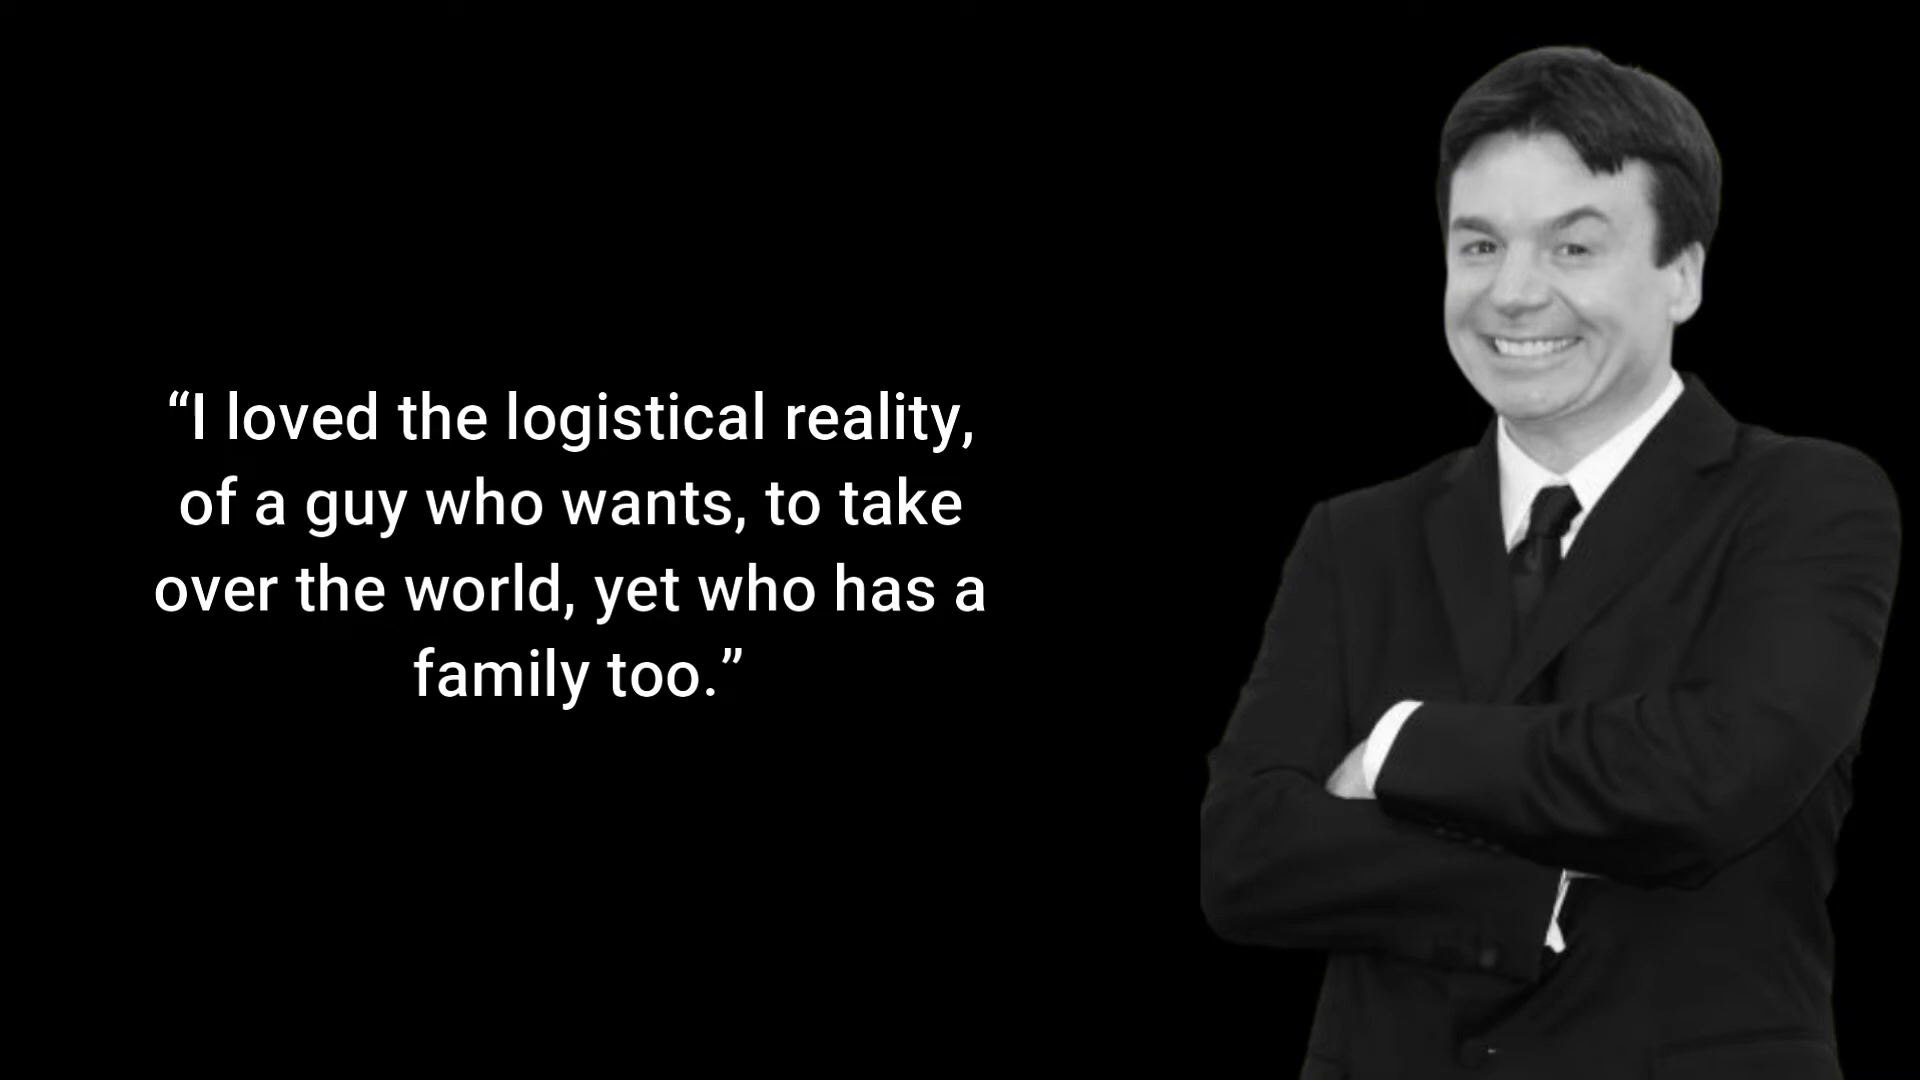 “I loved the logistical reality,
of a guy who wants, to take
over the world, yet who has a
family too.”